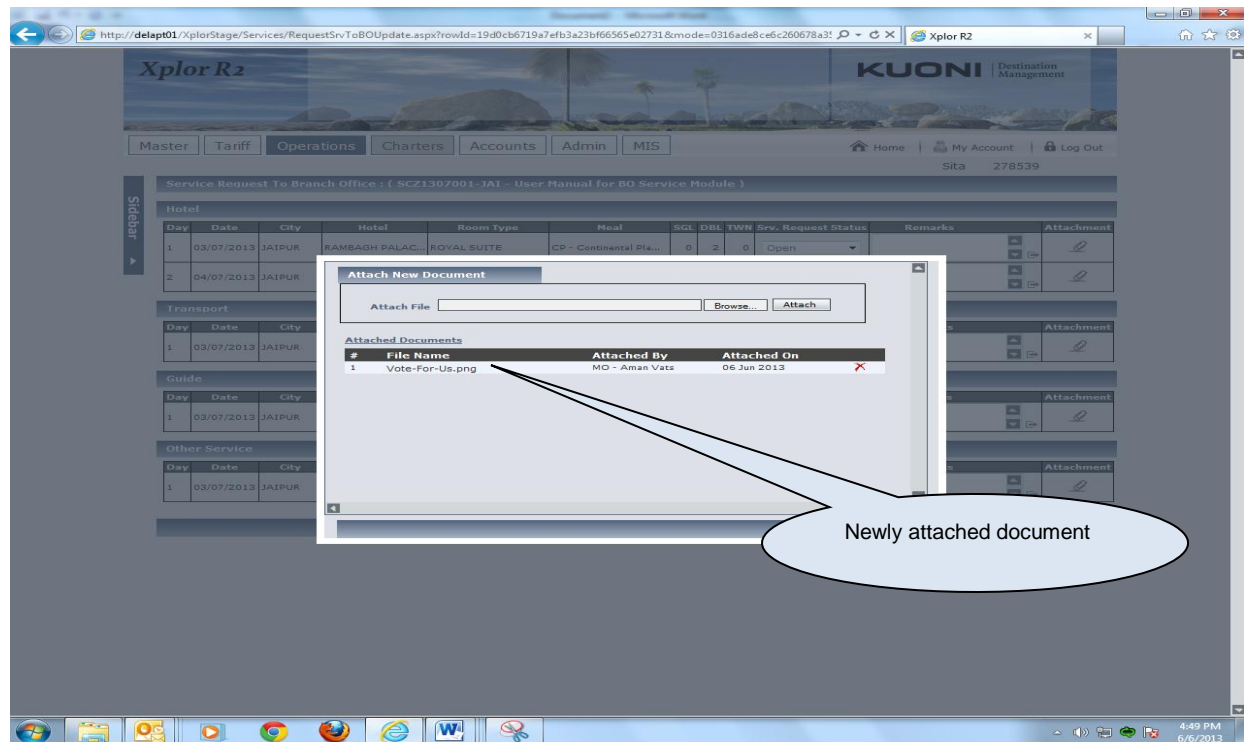 Document1 - Microsoft Word
http://delapt01/XplorStage/Services/RequestSrvToBOUpdate.aspx?rowId=19d0cb6719a7efb3a23bf66565e02731&mode=0316ade8ce6c260678a3
Xplor R2
Xplor R2
KUONI Destination Management
Master Tariff Operations Charters Accounts Admin MIS Home | My Account | Log Out
Sita 278539
Sidebar
Service Request To Branch Office : ( SCZ1307001-JAI - User Manual for BO Service Module )
Hotel
Day Date City Hotel Room Type Meal SGL DBL TWN Srv. Request Status Remarks Attachment
1 03/07/2013 JAIPUR RAMBAGH PALAC... ROYAL SUITE CP - Continental Pla... 0 2 0 Open
2 04/07/2013 JAIPUR
Transport
Day Date City Attachment
1 03/07/2013 JAIPUR
Guide
Day Date City Attachment
1 03/07/2013 JAIPUR
Other Service
Day Date City Attachment
1 03/07/2013 JAIPUR
Attach New Document
Attach File Browse... Attach
Attached Documents
# File Name Attached By Attached On
1 Vote-For-Us.png MO - Aman Vats 06 Jun 2013
Newly attached document
4:49 PM
6/6/2013